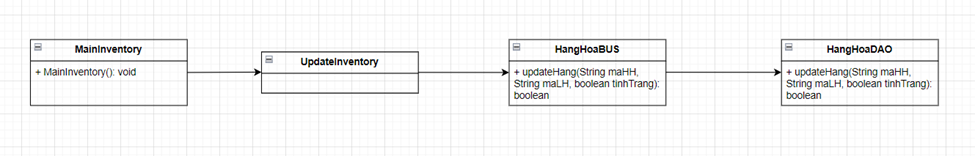 MainInventory
+ MainInventory(): void
UpdateInventory
HangHoaBUS
+ updateHang(String maHH,
String maLH, boolean tinhTrang):
boolean
HangHoaDAO
+ updateHang(String maHH,
String maLH, boolean tinhTrang):
boolean